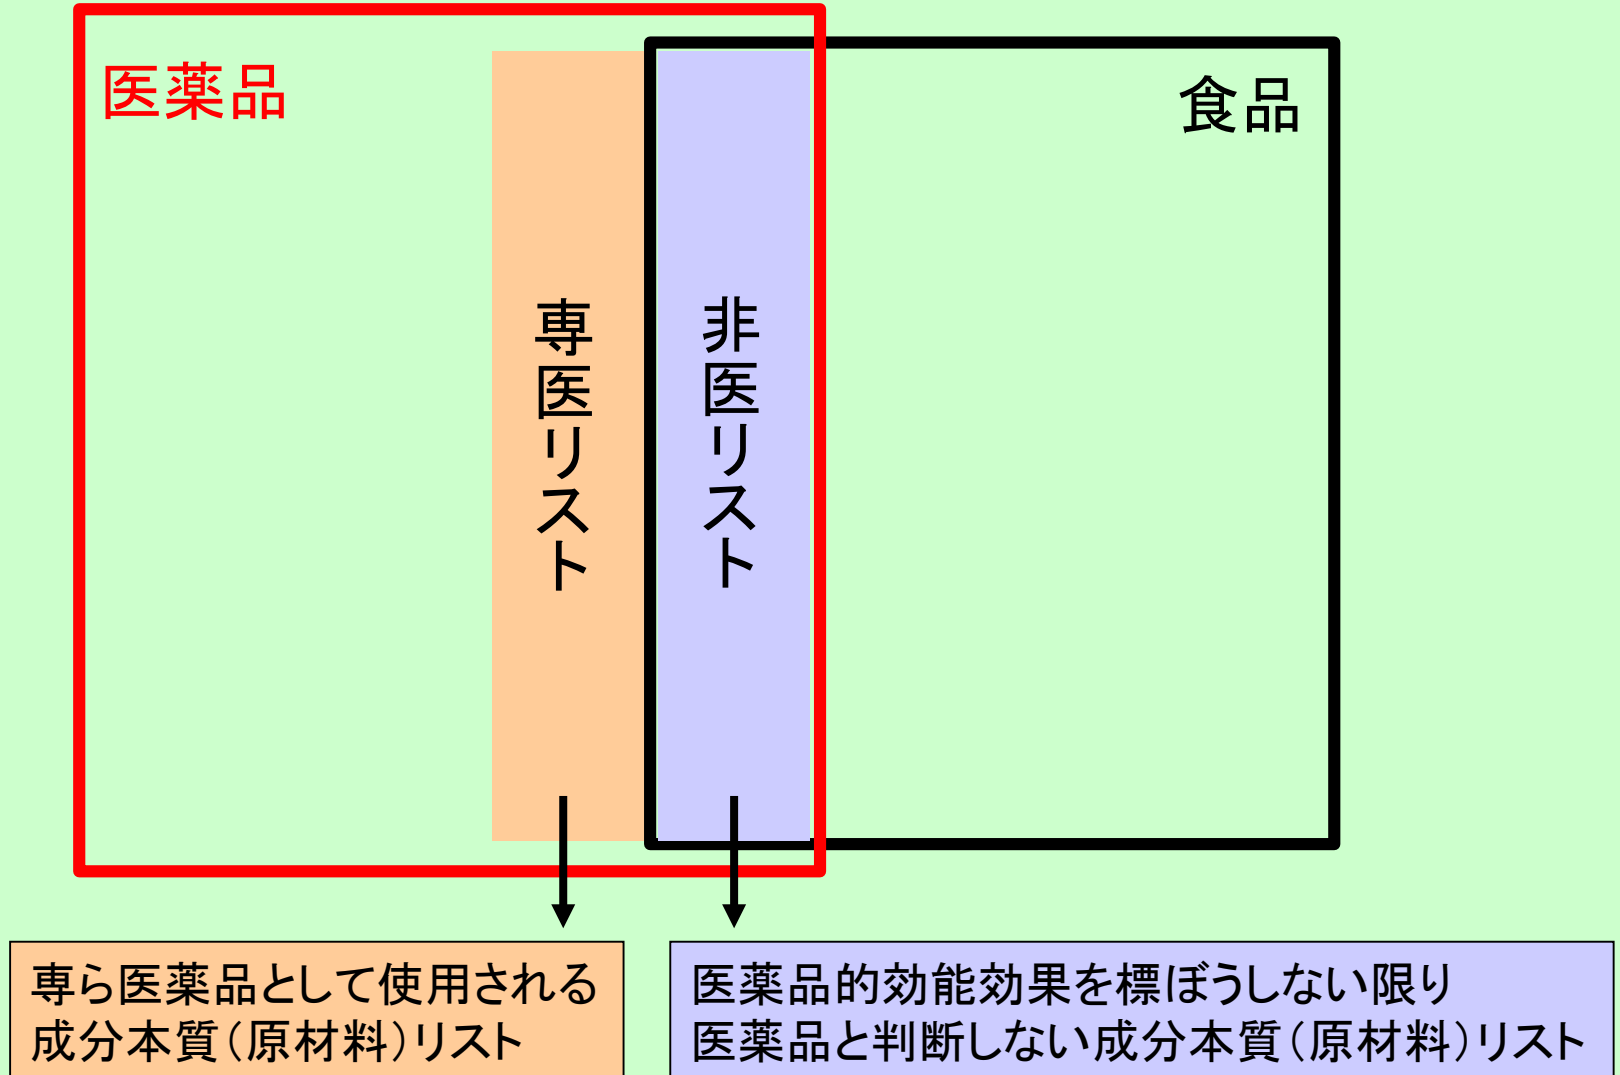 医薬品
食品
専医リスト
非医リスト
専ら医薬品として使用される
成分本質（原材料）リスト
医薬品的効能効果を標ぼうしない限り
医薬品と判断しない成分本質（原材料）リスト